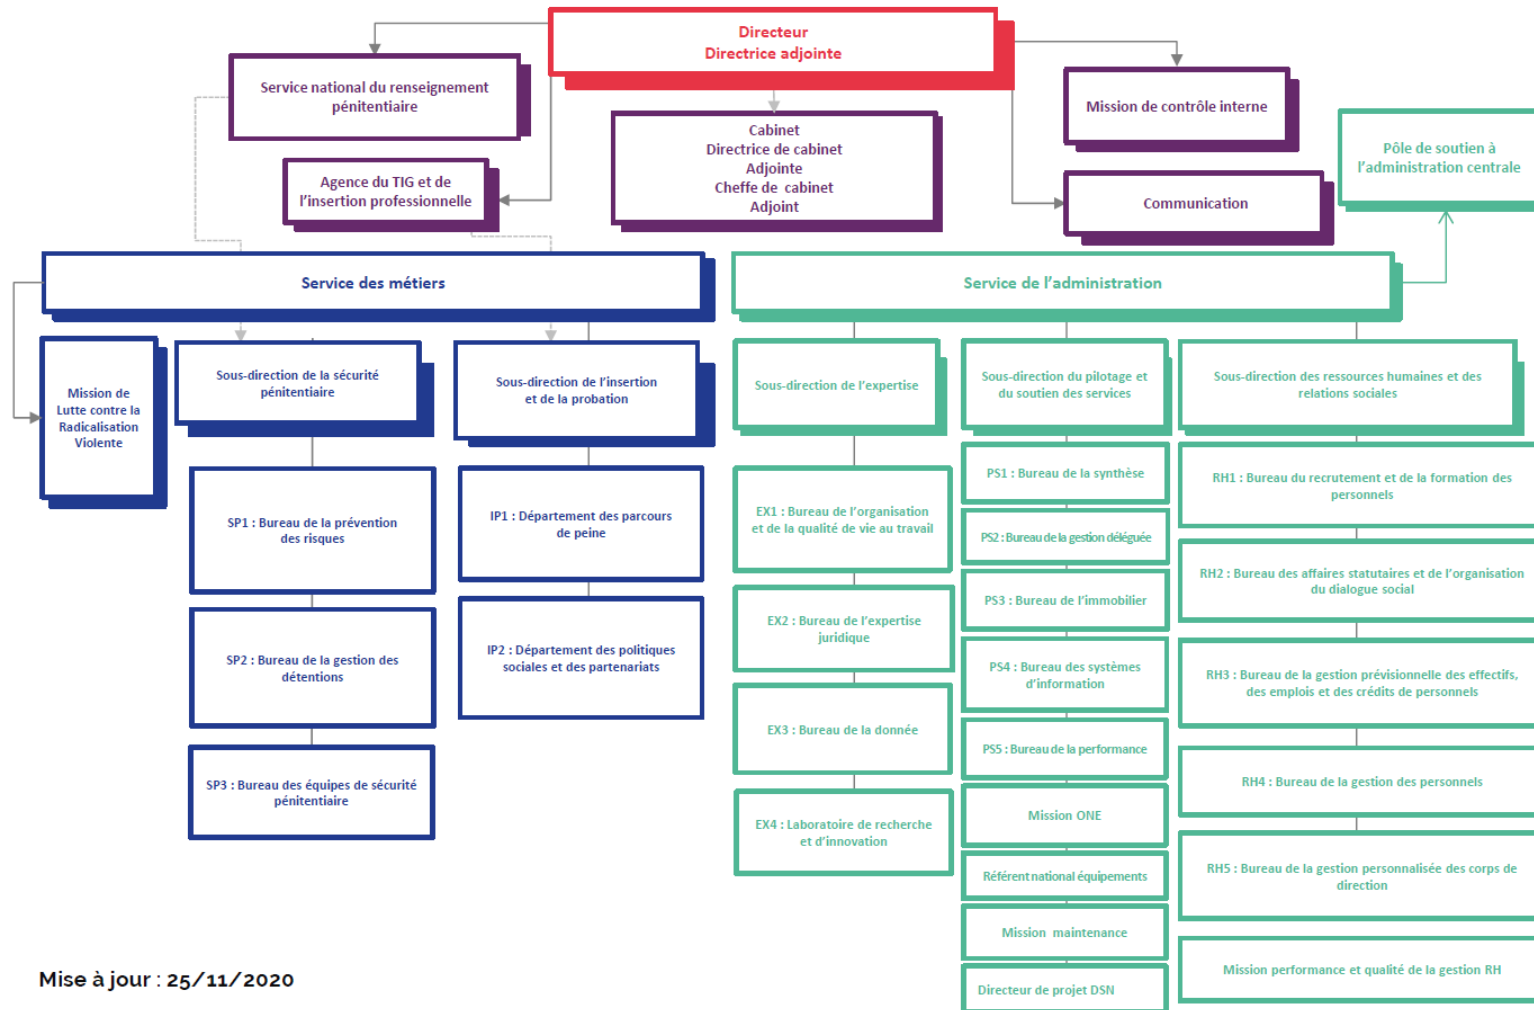 Directeur
Directrice adjointe
Service national du renseignement
pénitentiaire
Agence du TIG et de
l'insertion professionnelle
Cabinet
Directrice de cabinet
Adjointe
Cheffe de cabinet
Adjoint
Mission de contrôle interne
Communication
Pôle de soutien à
l'administration centrale
Service des métiers
Mission de
Lutte contre la
Radicalisation
Violente
Sous-direction de la sécurité
pénitentiaire
SP1 : Bureau de la prévention
des risques
SP2 : Bureau de la gestion des
détentions
SP3 : Bureau des équipes de sécurité
pénitentiaire
Sous-direction de l'insertion
et de la probation
IP1 : Département des parcours
de peine
IP2 : Département des politiques
sociales et des partenariats
Service de l'administration
Sous-direction de l'expertise
EX1 : Bureau de l'organisation
et de la qualité de vie au travail
EX2 : Bureau de l'expertise
juridique
EX3 : Bureau de la donnée
EX4 : Laboratoire de recherche
et d'innovation
Sous-direction du pilotage et
du soutien des services
PS1 : Bureau de la synthèse
PS2 : Bureau de la gestion déléguée
PS3 : Bureau de l'immobilier
PS4 : Bureau des systèmes
d'information
PS5 : Bureau de la performance
Mission ONE
Référent national équipements
Mission maintenance
Directeur de projet DSN
Sous-direction des ressources humaines et des
relations sociales
RH1 : Bureau du recrutement et de la formation des
personnels
RH2 : Bureau des affaires statutaires et de l'organisation
du dialogue social
RH3 : Bureau de la gestion prévisionnelle des effectifs,
des emplois et des crédits de personnels
RH4 : Bureau de la gestion des personnels
RH5 : Bureau de la gestion personnalisée des corps de
direction
Mission performance et qualité de la gestion RH
Mise à jour : 25/11/2020